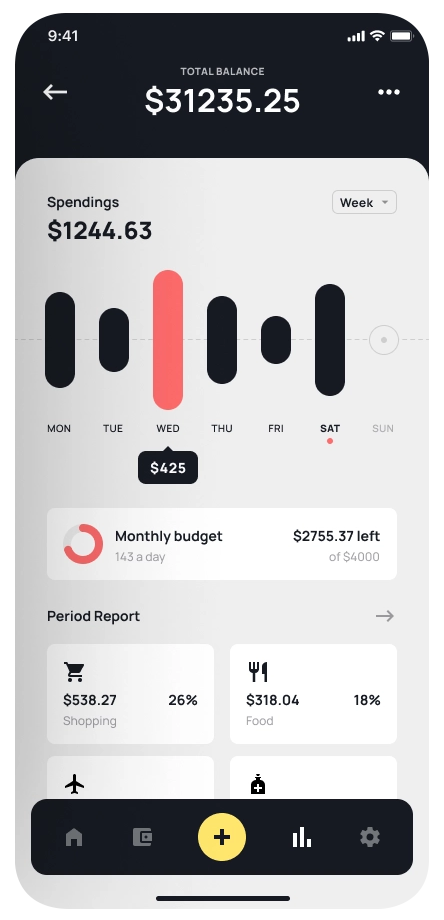 9:41
TOTAL BALANCE
$31235.25
Spendings
Week
$1244.63
MON TUE WED THU FRI SAT SUN
$425
Monthly budget $2755.37 left
143 a day of $4000
Period Report
$538.27 26% $318.04 18%
Shopping Food